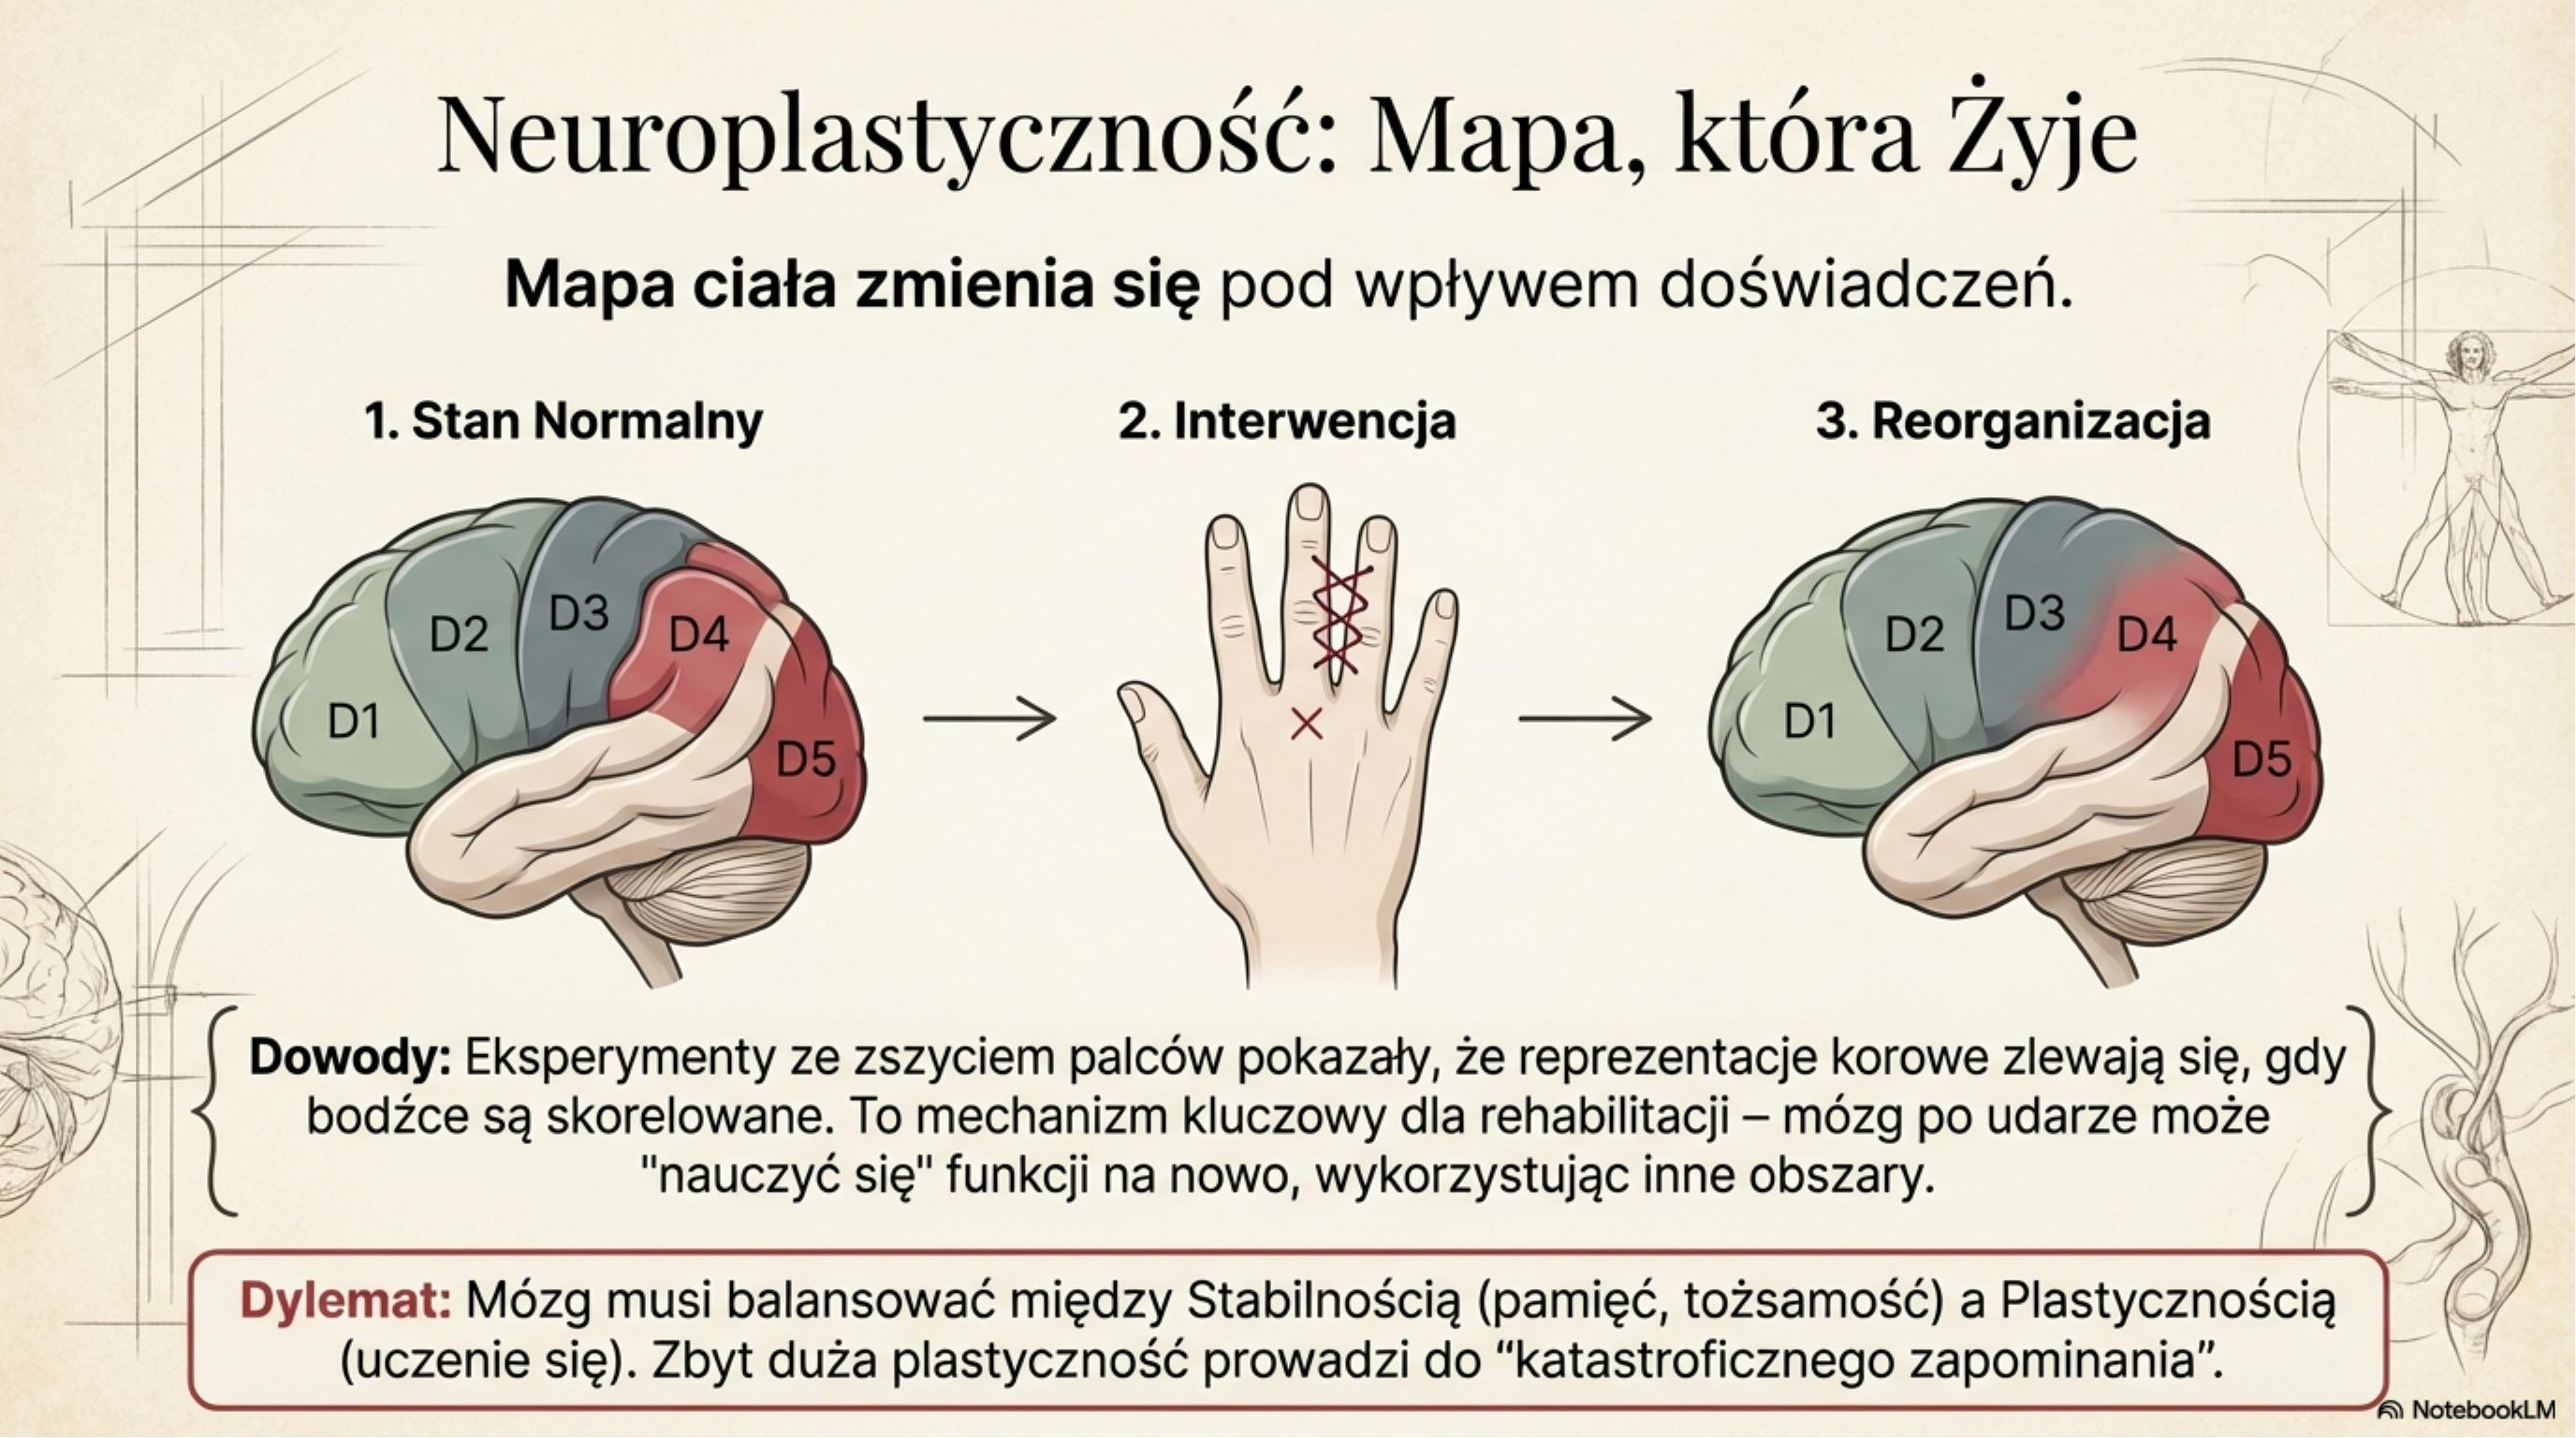 Neuroplastyczność: Mapa, która Żyje
Mapa ciała zmienia się pod wpływem doświadczeń.
1. Stan Normalny
D1
D2
D3
D4
D5
2. Interwencja
3. Reorganizacja
D1
D2
D3
D4
D5
Dowody: Eksperymenty ze zszyciem palców pokazały, że reprezentacje korowe zlewają się, gdy
bodźce są skorelowane. To mechanizm kluczowy dla rehabilitacji – mózg po udarze może
"nauczyć się" funkcji na nowo, wykorzystując inne obszary.
Dylemat: Mózg musi balansować między Stabilnością (pamięć, tożsamość) a Plastycznością
(uczenie się). Zbyt duża plastyczność prowadzi do “katastroficznego zapominania”.
NotebookLM